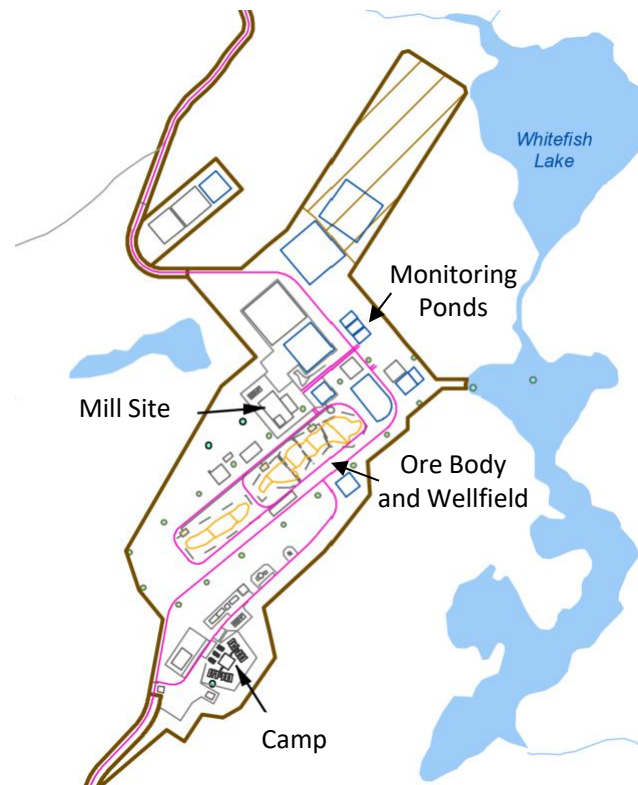 Whitefish
Lake
Monitoring
Ponds
Mill Site
Ore Body
and Wellfield
Camp